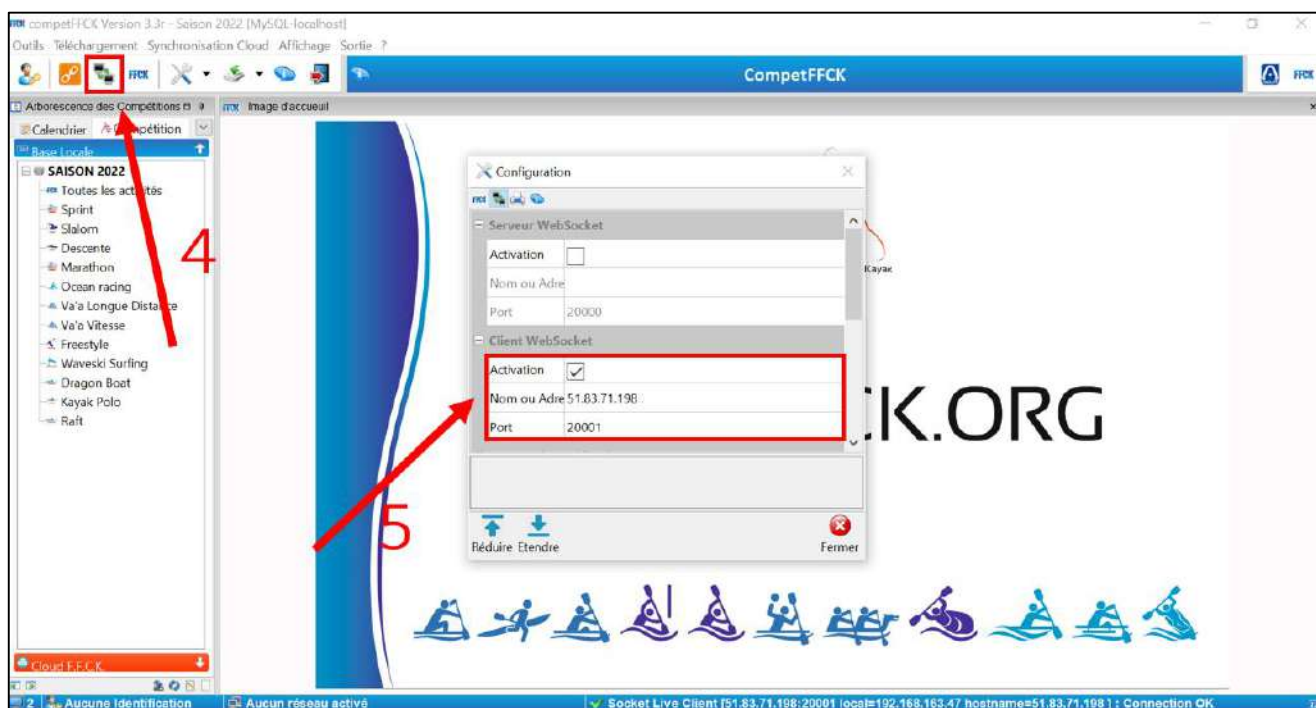 FFCK competFFCK Version 3.3r - Saison 2022 [MySQL-localhost]
Outils Téléchargement Synchronisation Cloud Affichage Sortie ?
FFCK CompetFFCK FFCK
Arborescence des Compétitions
FFCK Image d'accueuil
Calendrier Compétition
Base Locale
SAISON 2022
Toutes les activités
Sprint
Slalom
Descente
Marathon
Ocean racing
Va'a Longue Distance
Va'a Vitesse
Freestyle
Waveski Surfing
Dragon Boat
Kayak Polo
Raft
4
Configuration
FFCK
Serveur WebSocket
Activation
Nom ou Adre
Port 20000
Client WebSocket
Activation
Nom ou Adre 51.83.71.198
Port 20001
Réduire Etendre Fermer
5
Kayak
CK.ORG
Cloud F.F.C.K.
2 Aucune Identification Aucun réseau activé Socket Live Client [51.83.71.198:20001 local=192.168.163.47 hostname=51.83.71.198 ] : Connection OK